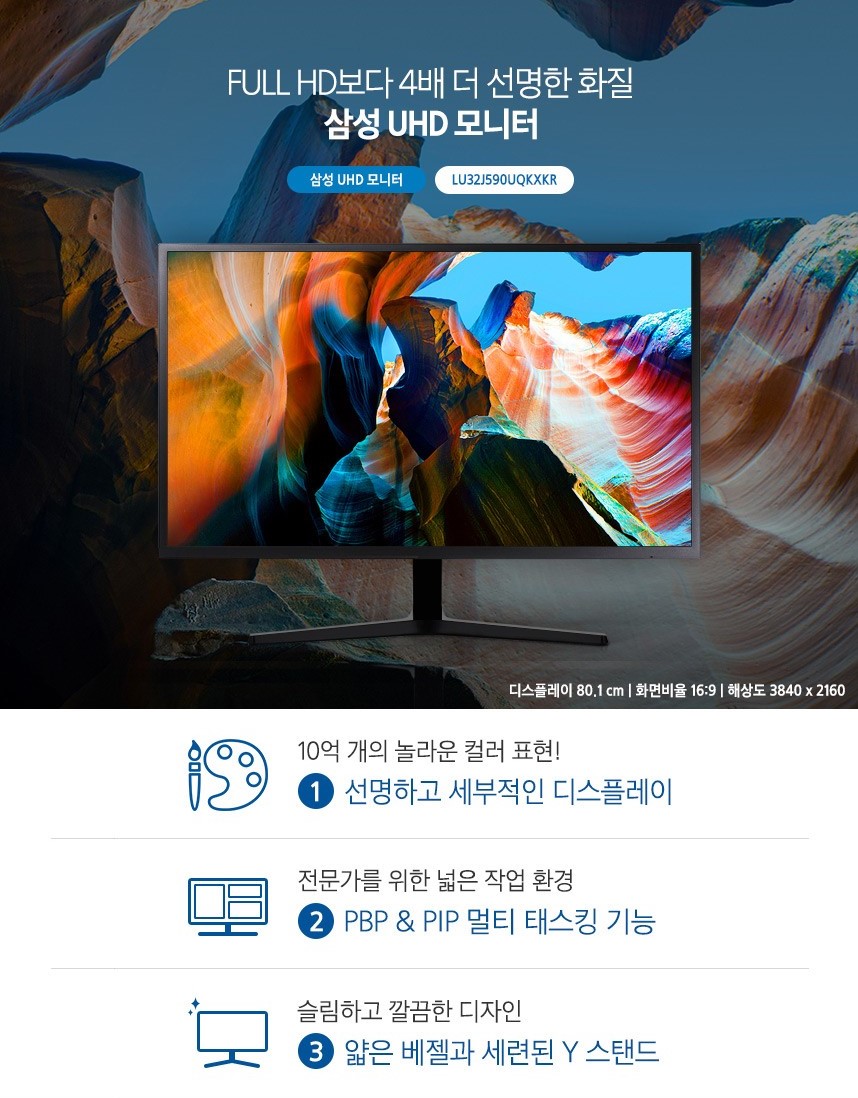 FULL HD보다 4배 더 선명한 화질
삼성 UHD 모니터
삼성 UHD 모니터
LU32J590UQKXKR
디스플레이 80.1 cm | 화면비율 16:9 | 해상도 3840 x 2160
10억 개의 놀라운 컬러 표현!
1 선명하고 세부적인 디스플레이
전문가를 위한 넓은 작업 환경
2 PBP & PIP 멀티 태스킹 기능
슬림하고 깔끔한 디자인
3 얇은 베젤과 세련된 Y 스탠드